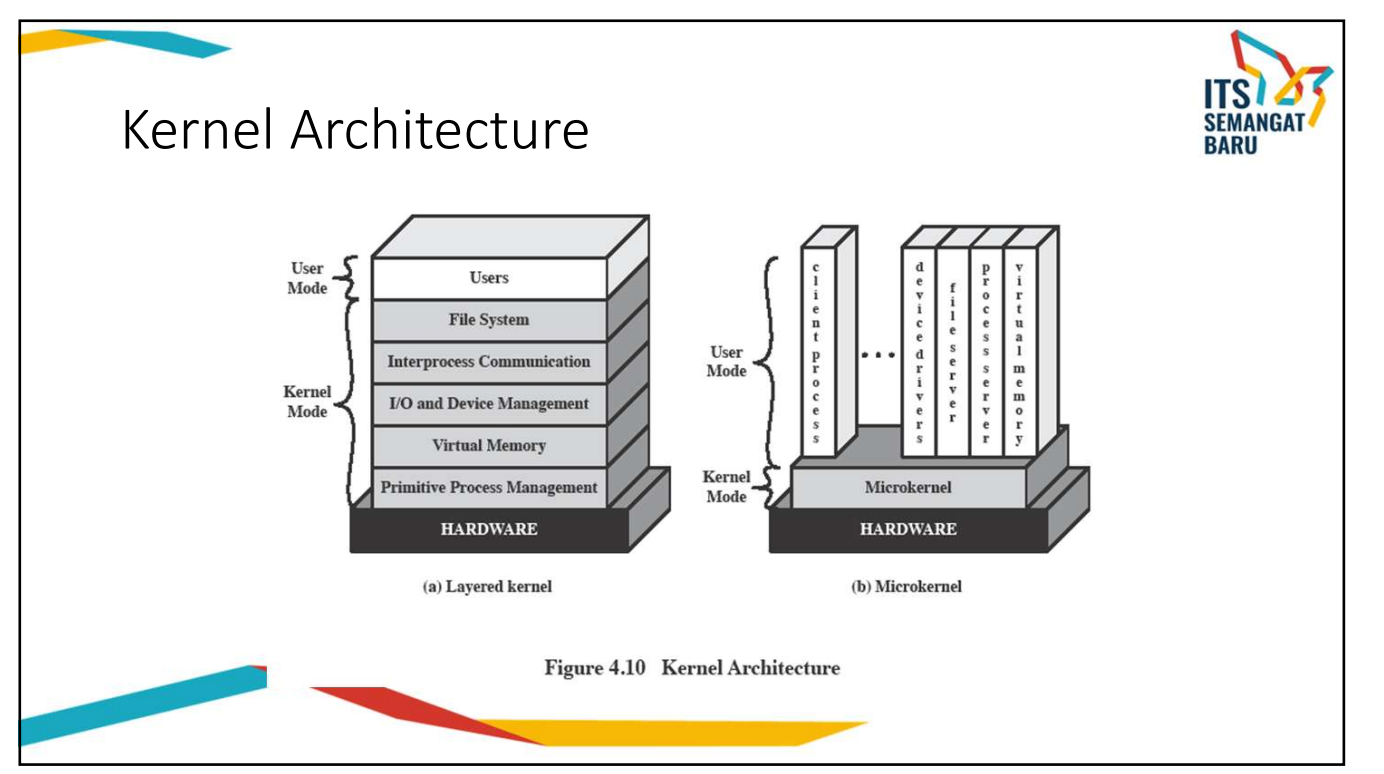 Kernel Architecture
ITS
SEMANGAT
BARU
User
Mode
Kernel
Mode
Users
File System
Interprocess Communication
I/O and Device Management
Virtual Memory
Primitive Process Management
HARDWARE
(a) Layered kernel
User
Mode
Kernel
Mode
client process
...
device drivers
file server
process server
virtual memory
Microkernel
HARDWARE
(b) Microkernel
Figure 4.10 Kernel Architecture